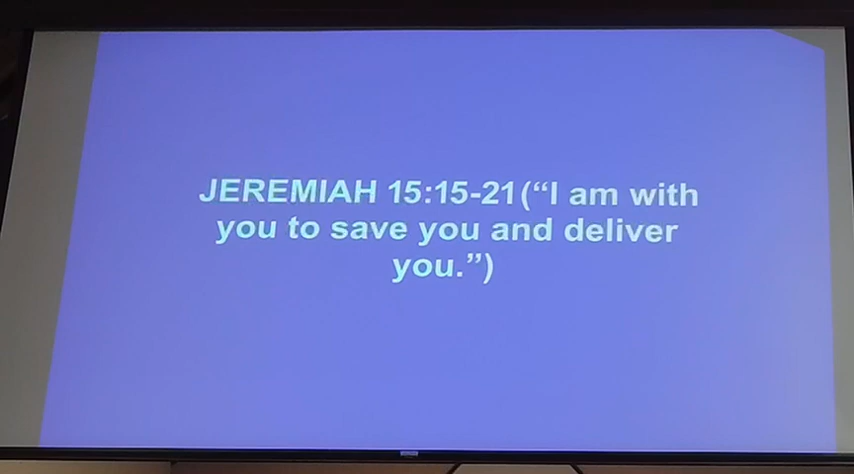 JEREMIAH 15:15-21(“I am with
you to save you and deliver
you.”)